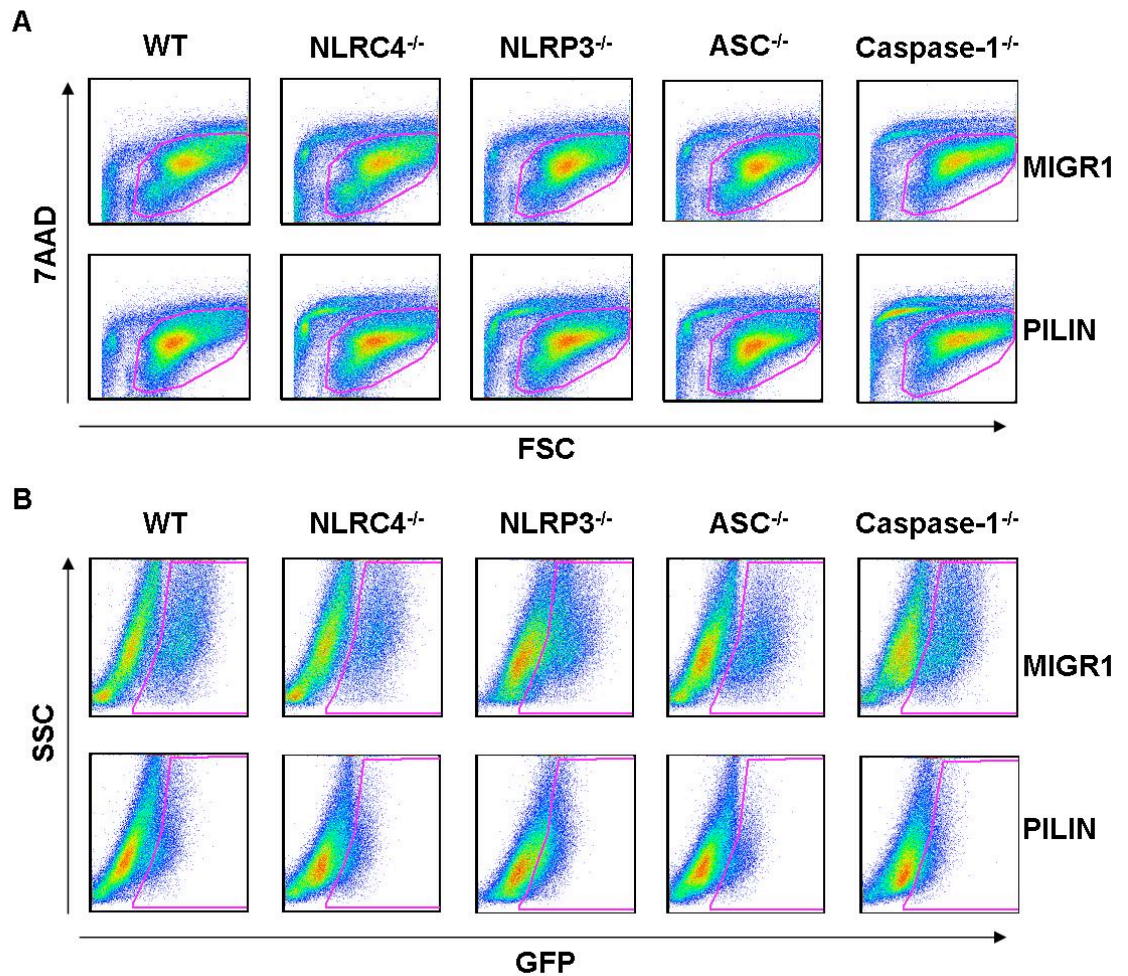 A
WT NLRC4-/- NLRP3-/- ASC-/- Caspase-1-/-
MIGR1
7AAD
PILIN
FSC
B
WT NLRC4-/- NLRP3-/- ASC-/- Caspase-1-/-
MIGR1
SSC
PILIN
GFP